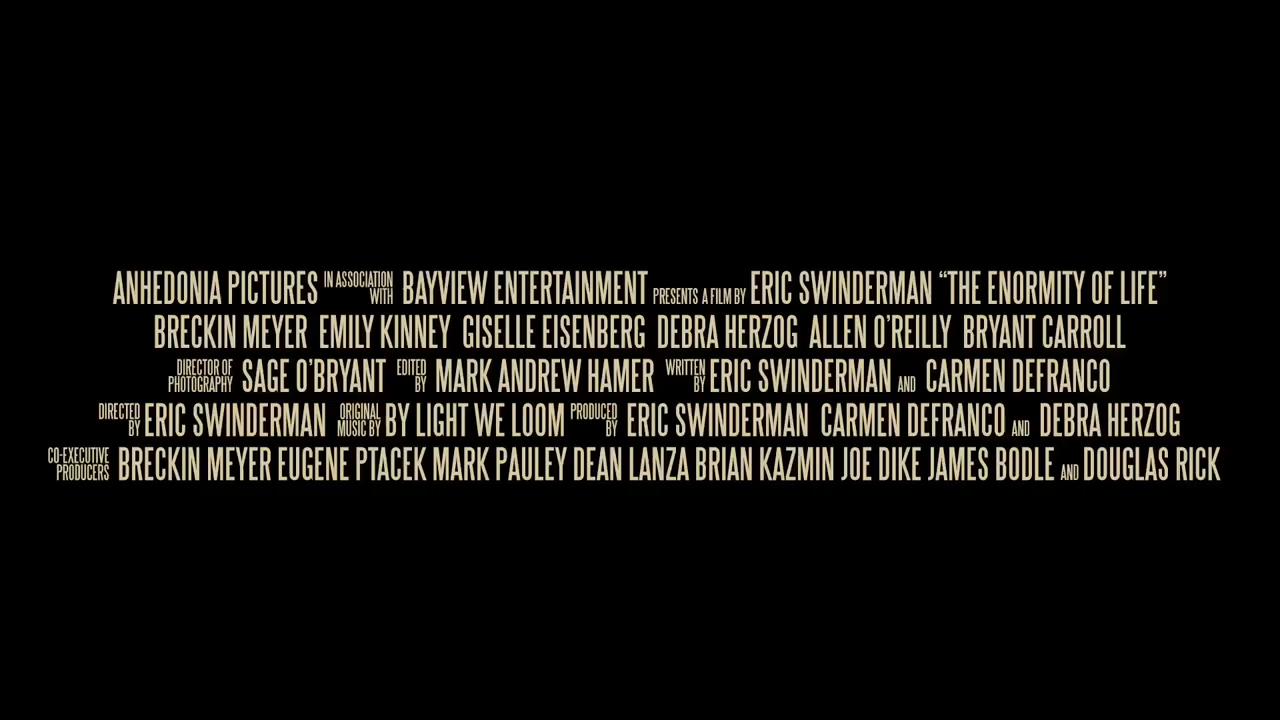 ANHEDONIA PICTURES IN ASSOCIATION WITH BAYVIEW ENTERTAINMENT PRESENTS A FILM BY ERIC SWINDERMAN “THE ENORMITY OF LIFE”
BRECKIN MEYER EMILY KINNEY GISELLE EISENBERG DEBRA HERZOG ALLEN O’REILLY BRYANT CARROLL
DIRECTOR OF PHOTOGRAPHY SAGE O’BRYANT EDITED BY MARK ANDREW HAMER WRITTEN BY ERIC SWINDERMAN AND CARMEN DEFRANCO
DIRECTED BY ERIC SWINDERMAN ORIGINAL MUSIC BY BY LIGHT WE LOOM PRODUCED BY ERIC SWINDERMAN CARMEN DEFRANCO AND DEBRA HERZOG
CO-EXECUTIVE PRODUCERS BRECKIN MEYER EUGENE PTACEK MARK PAULEY DEAN LANZA BRIAN KAZMIN JOE DIKE JAMES BODLE AND DOUGLAS RICK